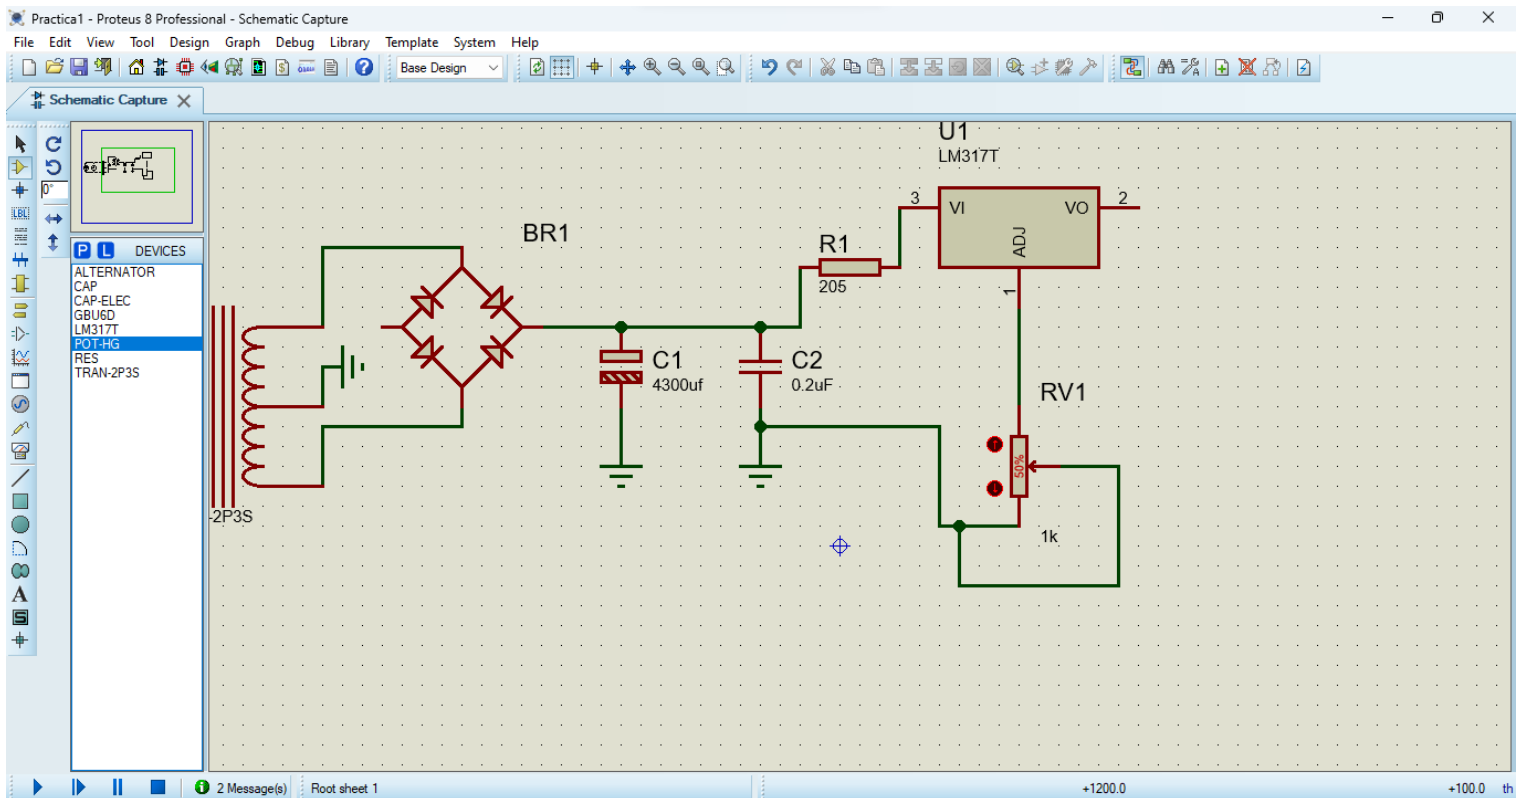 Practica1 - Proteus 8 Professional - Schematic Capture
File Edit View Tool Design Graph Debug Library Template System Help
Base Design
Schematic Capture
0°
LBL
P L DEVICES
ALTERNATOR
CAP
CAP-ELEC
GBU6D
LM317T
POT-HG
RES
TRAN-2P3S
A
S
-2P3S
BR1
C1
4300uf
C2
0.2uF
R1
205
U1
LM317T
3
VI
VO
2
ADJ
1
RV1
50%
1k
2 Message(s)
Root sheet 1
+1200.0
+100.0
th